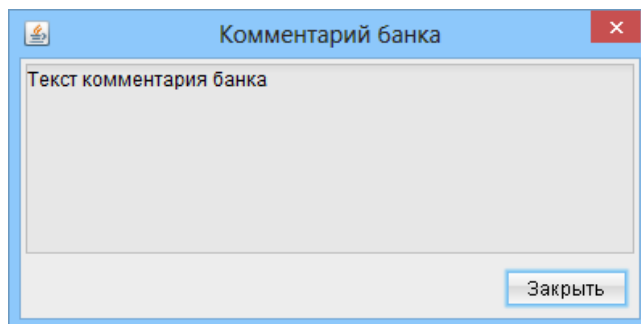 Комментарий банка
Текст комментария банка
Закрыть